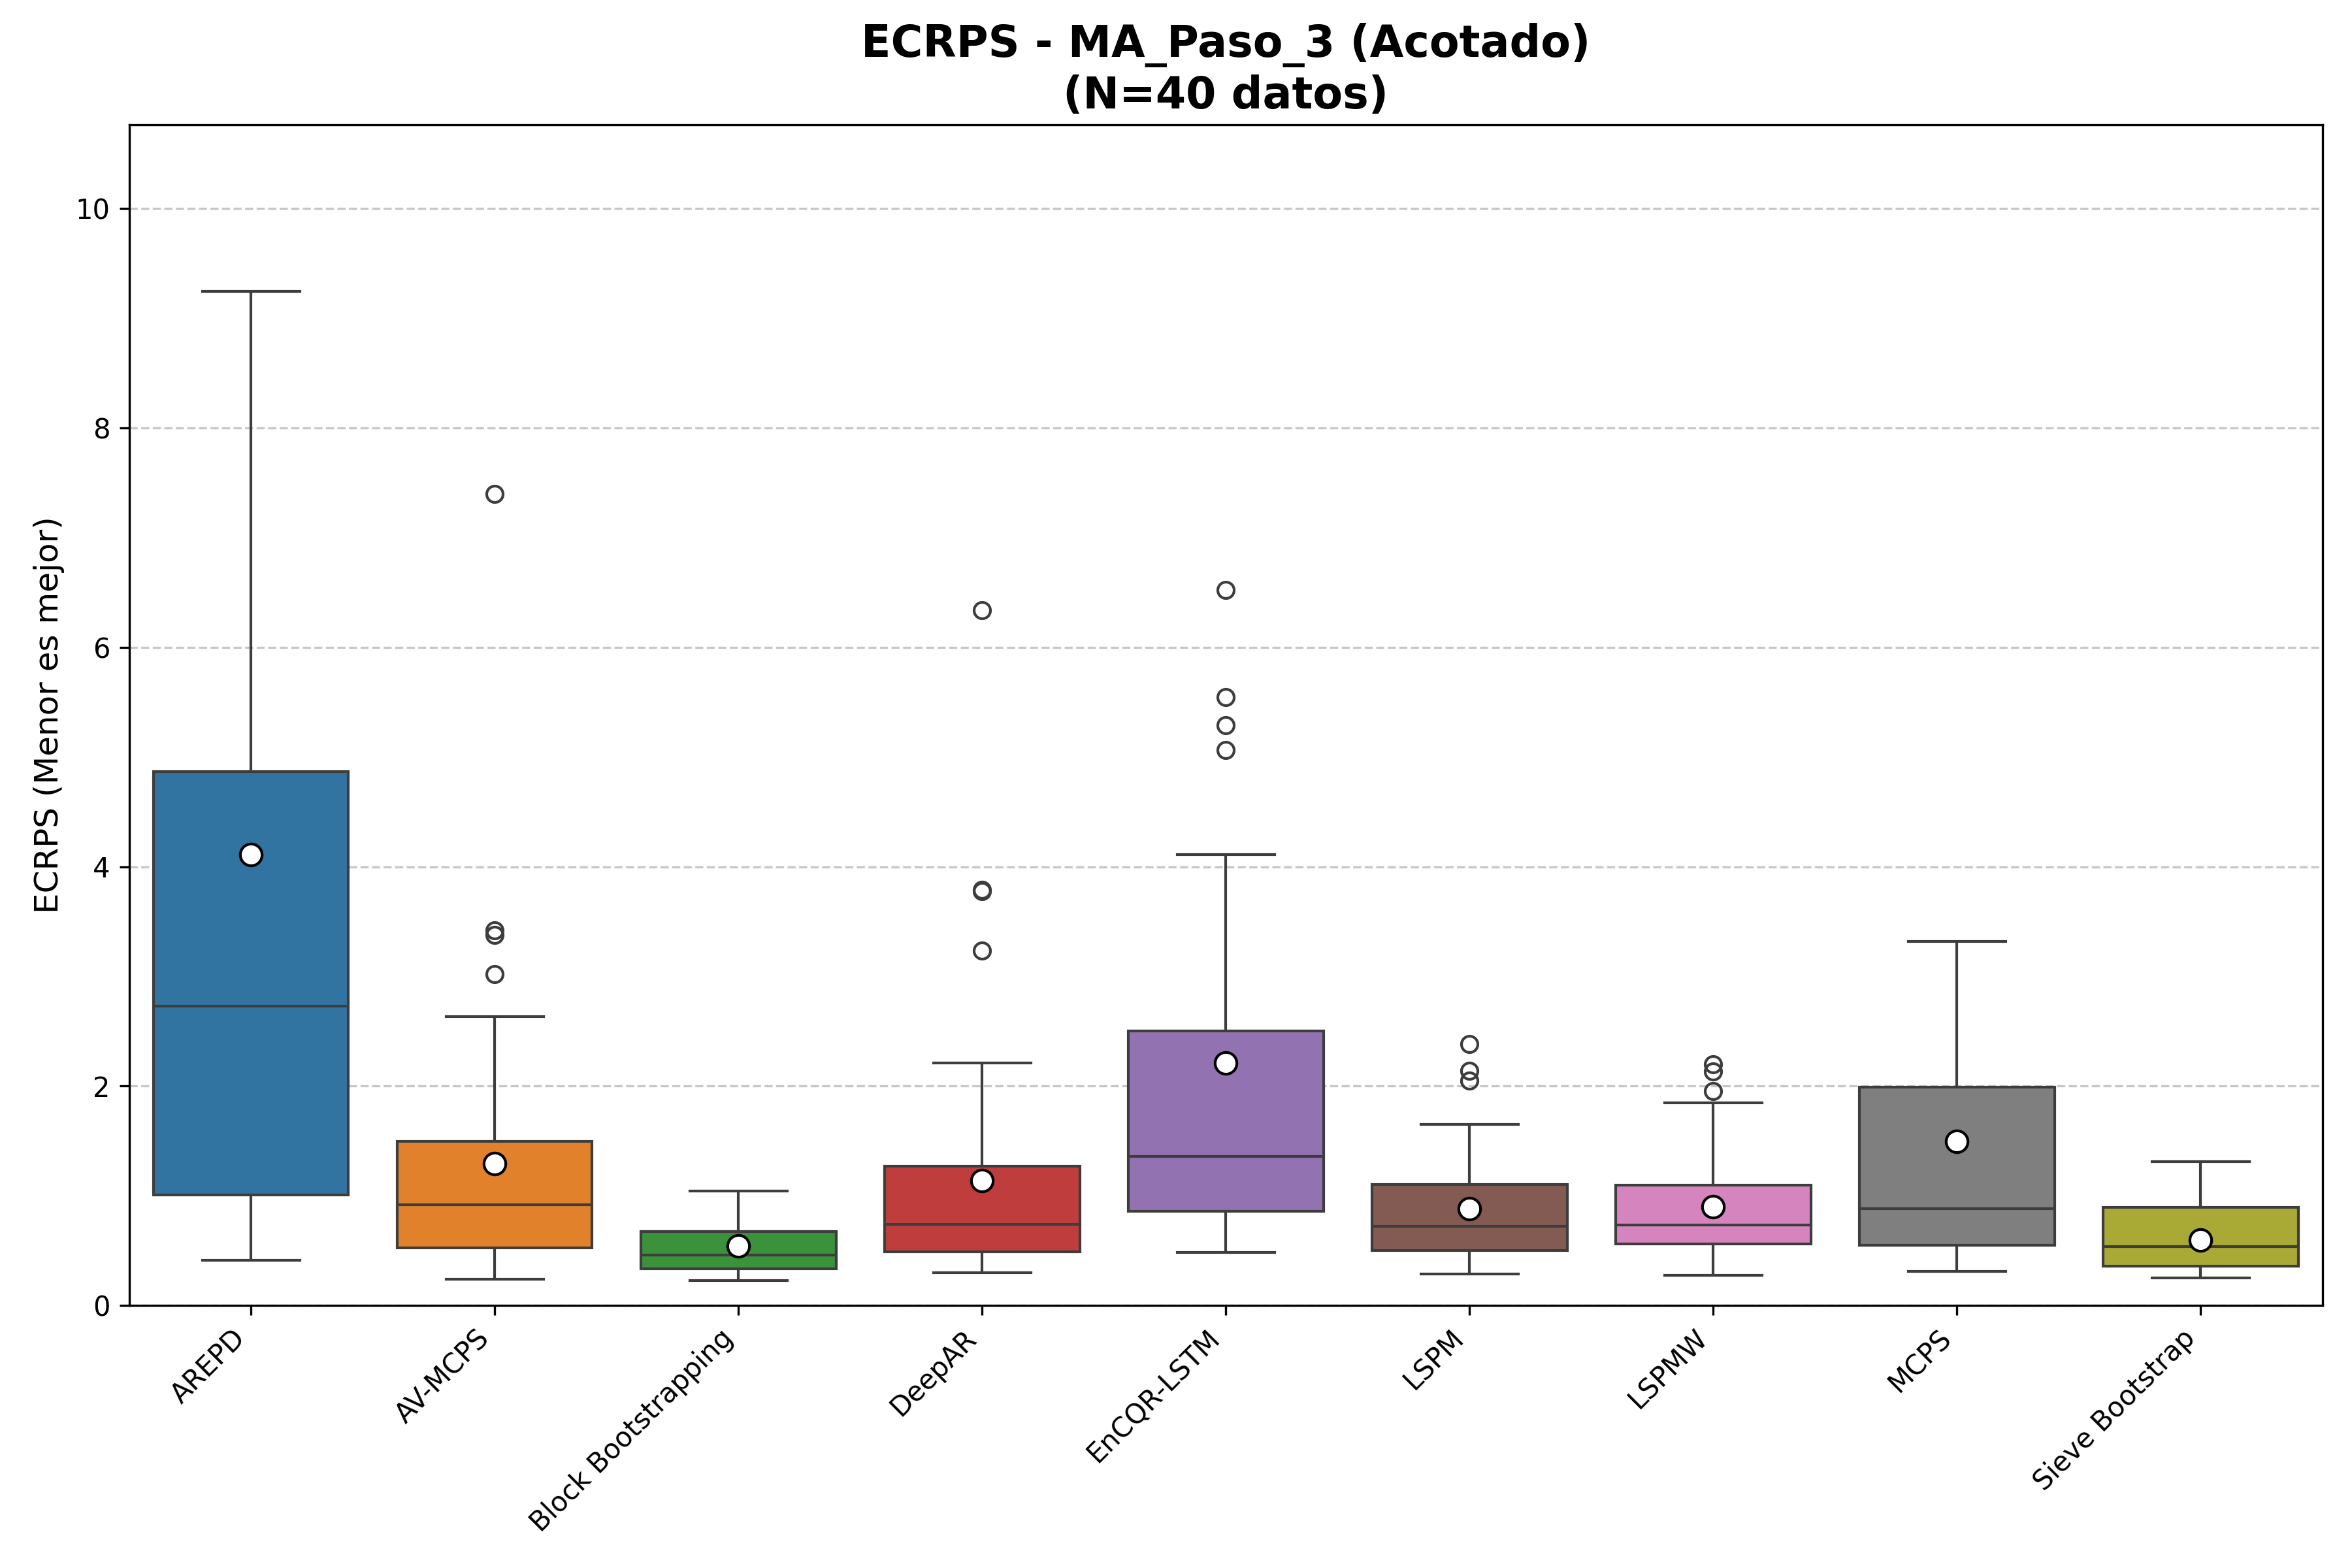 ECRPS - MA_Paso_3 (Acotado)
(N=40 datos)
ECRPS (Menor es mejor)
10
8
6
4
2
0
AREPD
AV-MCPS
Block Bootstrapping
DeepAR
EnCQR-LSTM
LSPM
LSPMW
MCPS
Sieve Bootstrap